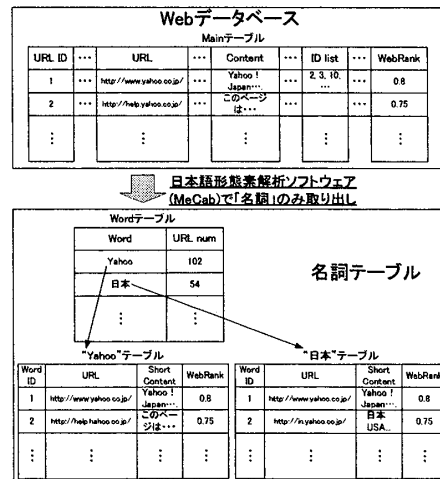 Webデータベース
Mainテーブル
URL ID ・・・ URL ・・・ Content ・・・ ID list ・・・ WebRank
1 ・・・ http://www.yahoo.co.jp/ ・・・ Yahoo! Japan・・・. ・・・ 2, 3, 10, ・・・ ・・・ 0.8
2 ・・・ http://help.yahoo.co.jp/ ・・・ このページは・・・ ・・・ ・・・ 0.75
日本語形態素解析ソフトウェア
(MeCab)で「名詞」のみ取り出し
Wordテーブル
Word URL num
Yahoo 102
日本 54
名詞テーブル
"Yahoo"テーブル
Word ID URL Short Content WebRank
1 http://www.yahoo.co.jp/ Yahoo! Japan・・・. 0.8
2 http://help.hahoo.co.jp/ このページは・・・ 0.75
"日本"テーブル
Word ID URL Short Content WebRank
1 http://www.yahoo.co.jp/ Yahoo! Japan・・・. 0.8
2 http://in.yahoo.co.jp/ 日本 USA.. 0.75